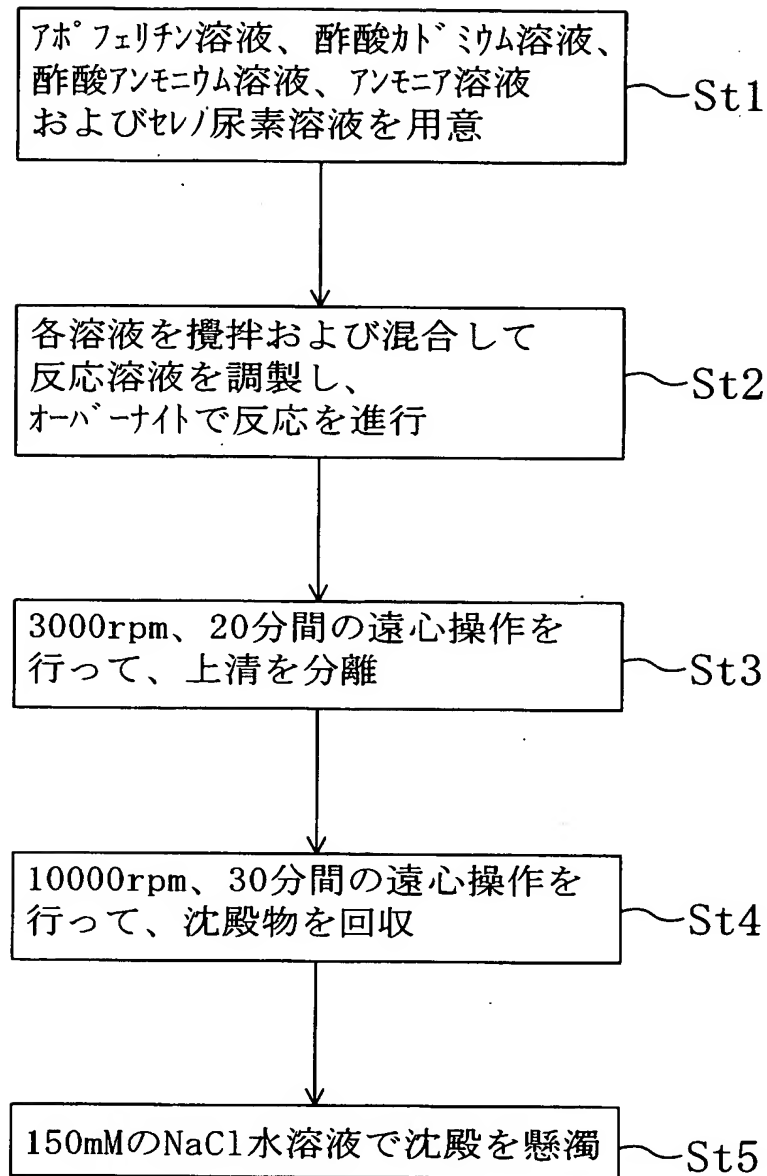 アポフェリチン溶液、酢酸カドミウム溶液、
酢酸アンモニウム溶液、アンモニア溶液
およびセレノ尿素溶液を用意
St1
各溶液を攪拌および混合して
反応溶液を調製し、
オーバーナイトで反応を進行
St2
3000rpm、20分間の遠心操作を
行って、上清を分離
St3
10000rpm、30分間の遠心操作を
行って、沈殿物を回収
St4
150mMのNaCl水溶液で沈殿を懸濁
St5